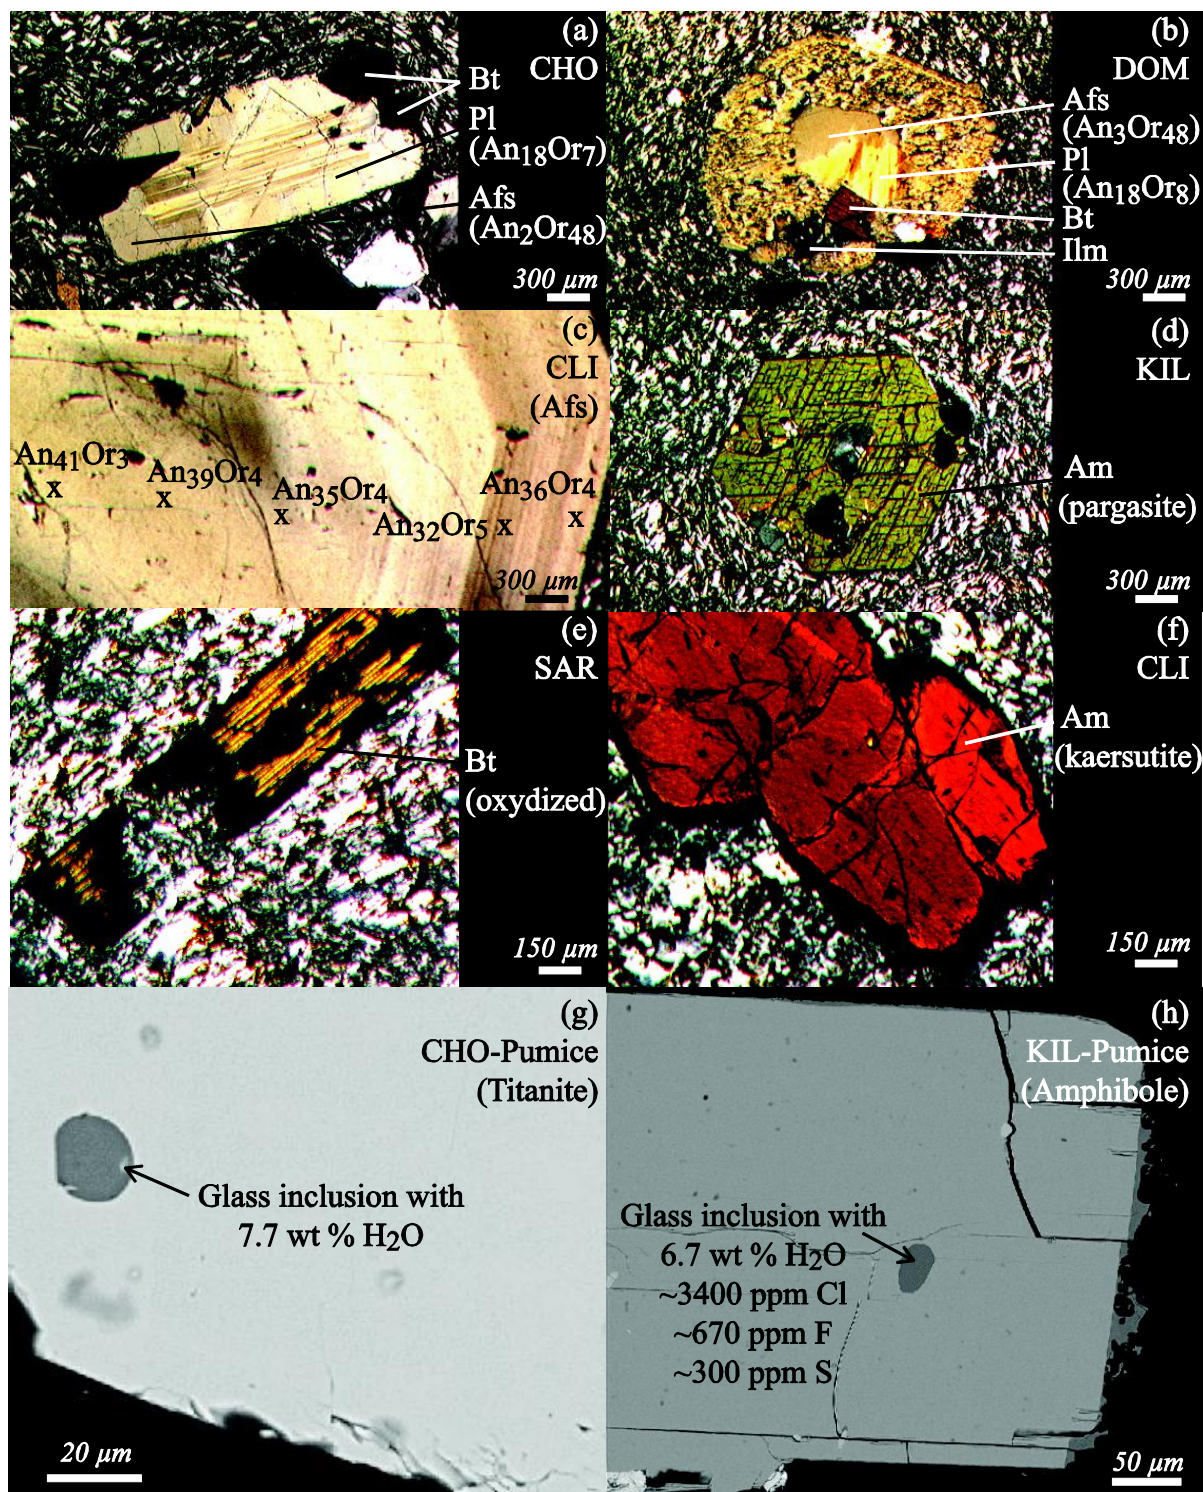 (a)
CHO
Bt
Pl
(An18Or7)
Afs
(An2Or48)
300 µm
(b)
DOM
Afs
(An3Or48)
Pl
(An18Or8)
Bt
Ilm
300 µm
(c)
CLI
(Afs)
An41Or3
An39Or4
An35Or4
An32Or5
An36Or4
x
x
x
x
x
300 µm
(d)
KIL
Am
(pargasite)
300 µm
(e)
SAR
Bt
(oxydized)
150 µm
(f)
CLI
Am
(kaersutite)
150 µm
(g)
CHO-Pumice
(Titanite)
Glass inclusion with
7.7 wt % H2O
20 µm
(h)
KIL-Pumice
(Amphibole)
Glass inclusion with
6.7 wt % H2O
~3400 ppm Cl
~670 ppm F
~300 ppm S
50 µm